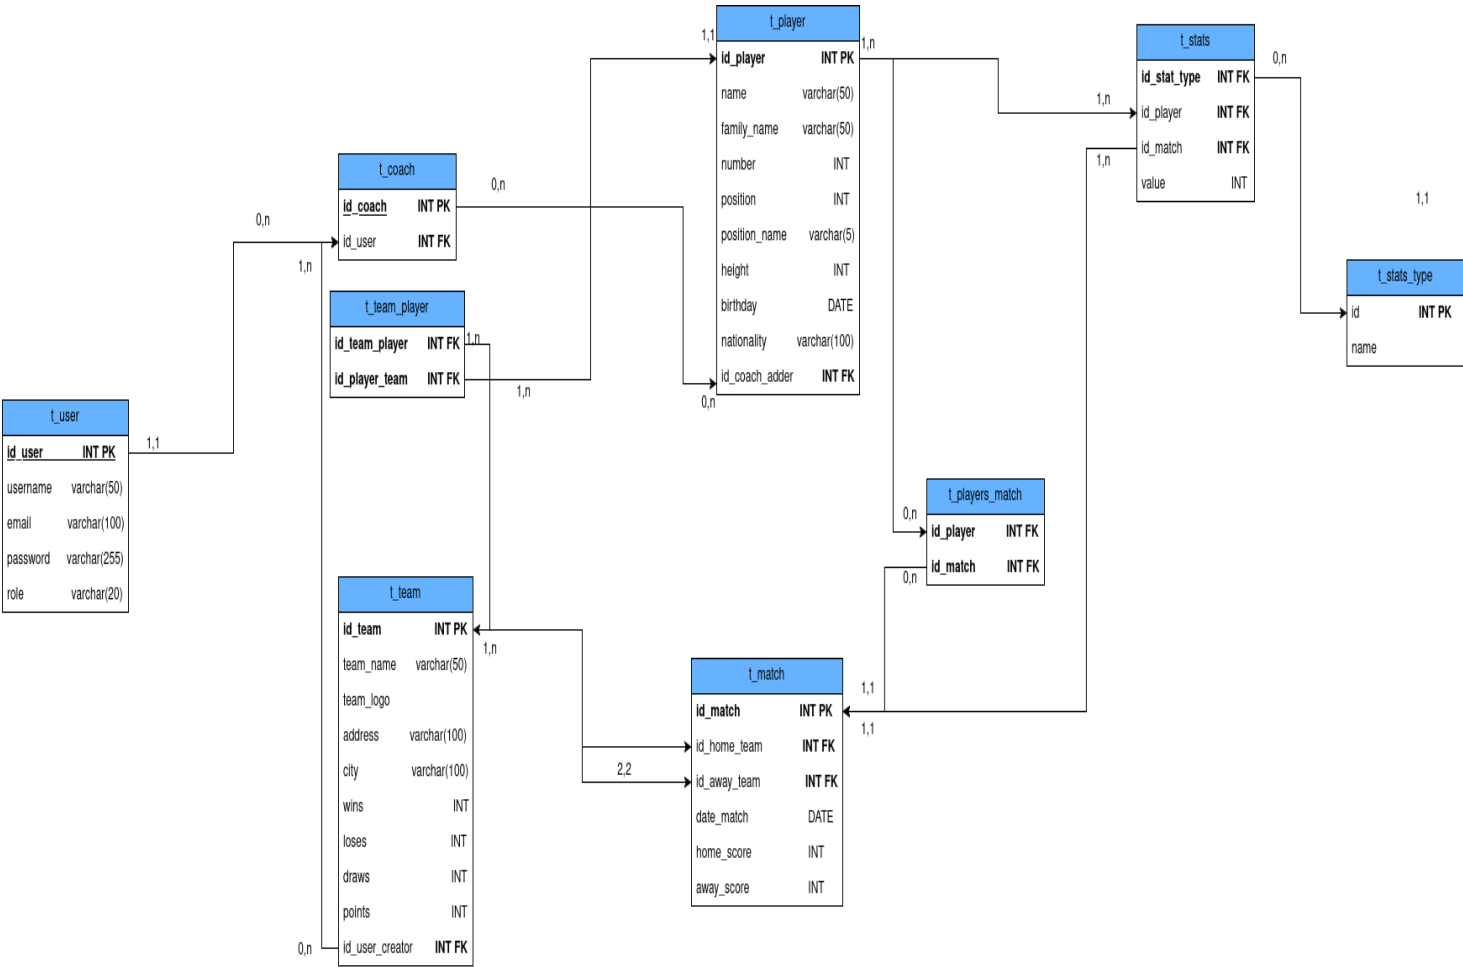 t_player
1,1
1,n
id_player INT PK
name varchar(50)
family_name varchar(50)
number INT
position INT
position_name varchar(5)
height INT
birthday DATE
nationality varchar(100)
id_coach_adder INT FK
0,n
t_stats
0,n
id_stat_type INT FK
1,n
id_player INT FK
id_match INT FK
1,n
value INT
1,1
t_stats_type
id INT PK
name
t_coach
0,n
id_coach INT PK
0,n
id_user INT FK
1,n
t_team_player
id_team_player INT FK
1,n
id_player_team INT FK
1,n
t_user
1,1
id_user INT PK
username varchar(50)
email varchar(100)
password varchar(255)
role varchar(20)
t_players_match
0,n
id_player INT FK
id_match INT FK
0,n
t_team
id_team INT PK
1,n
team_name varchar(50)
team_logo
address varchar(100)
city varchar(100)
wins INT
loses INT
draws INT
points INT
id_user_creator INT FK
0,n
t_match
1,1
id_match INT PK
1,1
id_home_team INT FK
2,2
id_away_team INT FK
date_match DATE
home_score INT
away_score INT